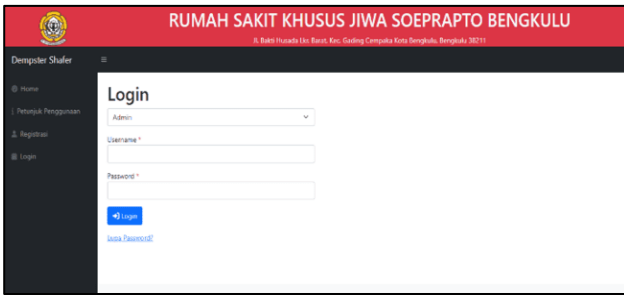 RUMAH SAKIT KHUSUS JIWA SOEPRAPTO BENGKULU
Jl. Bakti Husada Lkr. Barat, Kec. Gading Cempaka Kota Bengkulu, Bengkulu 38211
Dempster Shafer
Home
Petunjuk Penggunaan
Registrasi
Login
Login
Admin
Username *
Password *
Login
Lupa Password?